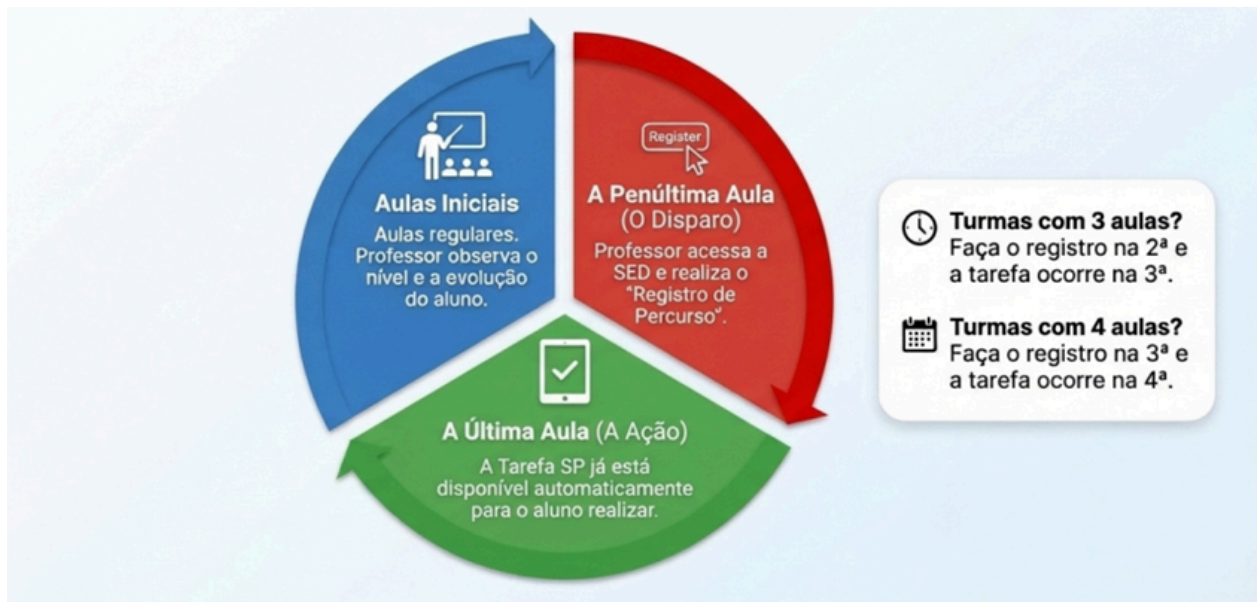 Aulas Iniciais
Aulas regulares.
Professor observa o
nível e a evolução
do aluno.
Register
A Penúltima Aula
(O Disparo)
Professor acessa a
SED e realiza o
"Registro de
Percurso".
A Última Aula (A Ação)
A Tarefa SP já está
disponível automaticamente
para o aluno realizar.
Turmas com 3 aulas?
Faça o registro na 2ª e
a tarefa ocorre na 3ª.
Turmas com 4 aulas?
Faça o registro na 3ª e
a tarefa ocorre na 4ª.